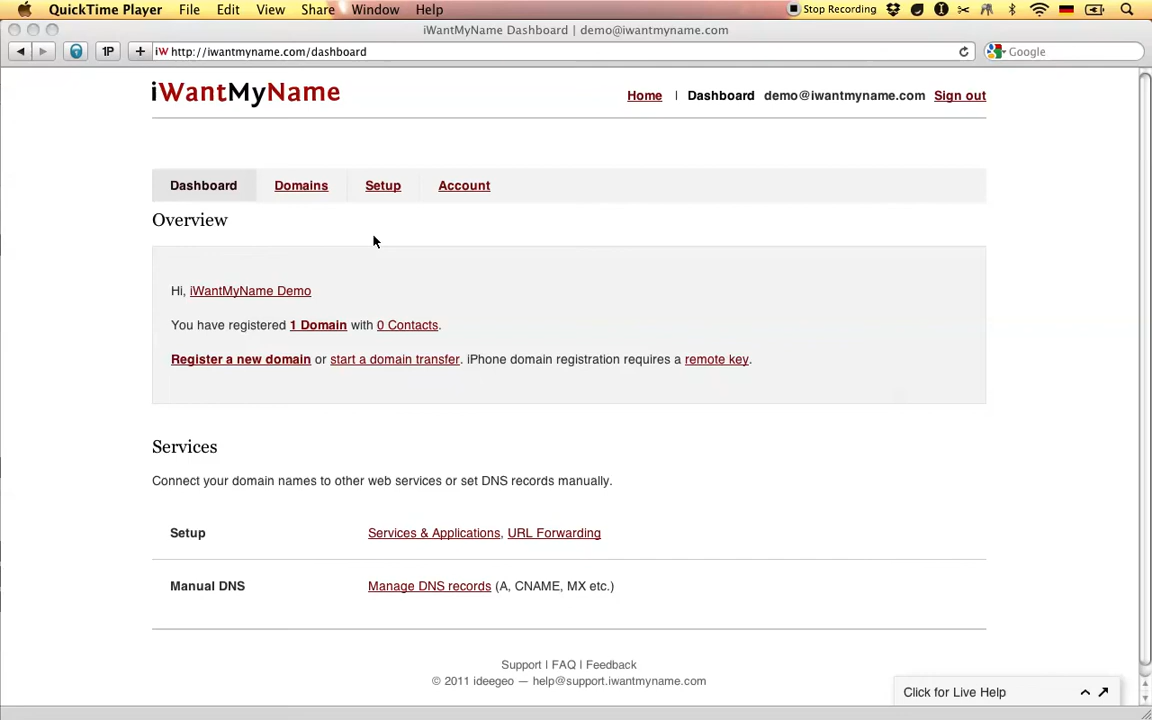 QuickTime Player File Edit View Share Window Help Stop Recording
iWantMyName Dashboard | demo@iwantmyname.com
1P + iW http://iwantmyname.com/dashboard Google
iWantMyName Home | Dashboard demo@iwantmyname.com Sign out
Dashboard Domains Setup Account
Overview
Hi, iWantMyName Demo
You have registered 1 Domain with 0 Contacts.
Register a new domain or start a domain transfer. iPhone domain registration requires a remote key.
Services
Connect your domain names to other web services or set DNS records manually.
Setup Services & Applications, URL Forwarding
Manual DNS Manage DNS records (A, CNAME, MX etc.)
Support | FAQ | Feedback
© 2011 ideegeo — help@support.iwantmyname.com
Click for Live Help